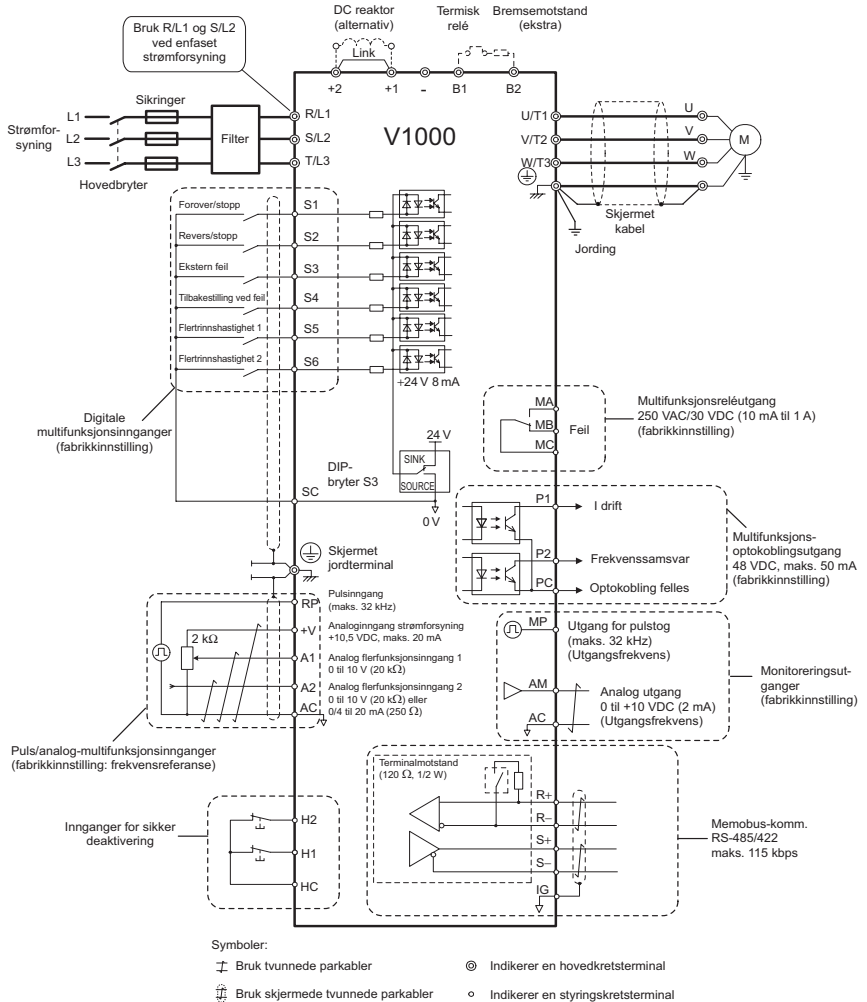 DC reaktor
(alternativ)
Termisk
relé
Bremsemotstand
(ekstra)
Bruk R/L1 og S/L2
ved enfaset
strømforsyning
Link
+2
+1
-
B1
B2
Sikringer
L1
L2
L3
Strømfor-
syning
Filter
Hovedbryter
R/L1
S/L2
T/L3
V1000
U/T1
V/T2
W/T3
U
V
W
M
Skjermet
kabel
Jording
Forover/stopp
S1
Revers/stopp
S2
Ekstern feil
S3
Tilbakestilling ved feil
S4
Flertrinnshastighet 1
S5
Flertrinnshastighet 2
S6
+24 V 8 mA
Digitale
multifunksjonsinnganger
(fabrikkinnstilling)
24 V
SINK
SOURCE
DIP-
bryter S3
SC
0 V
MA
MB
MC
Feil
Multifunksjonsreléutgang
250 VAC/30 VDC (10 mA til 1 A)
(fabrikkinnstilling)
P1
I drift
P2
Frekvenssamsvar
PC
Optokobling felles
Multifunksjons-
optokoblingsutgang
48 VDC, maks. 50 mA
(fabrikkinnstilling)
Skjermet
jordterminal
RP
Pulsinngang
(maks. 32 kHz)
+V
Analoginngang strømforsyning
+10,5 VDC, maks. 20 mA
2 kΩ
A1
Analog flerfunksjonsinngang 1
0 til 10 V (20 kΩ)
A2
Analog flerfunksjonsinngang 2
0 til 10 V (20 kΩ) eller
0/4 til 20 mA (250 Ω)
AC
Puls/analog-multifunksjonsinnganger
(fabrikkinnstilling: frekvensreferanse)
MP
Utgang for pulstog
(maks. 32 kHz)
(Utgangsfrekvens)
AM
Analog utgang
0 til +10 VDC (2 mA)
(Utgangsfrekvens)
AC
Monitoreringsut-
ganger
(fabrikkinnstilling)
Terminalmotstand
(120 Ω, 1/2 W)
R+
R−
S+
S−
IG
Memobus-komm.
RS-485/422
maks. 115 kbps
Innganger for sikker
deaktivering
H2
H1
HC
Symboler:
Bruk tvunnede parkabler
Indikerer en hovedkretsterminal
Bruk skjermede tvunnede parkabler
Indikerer en styringskretsterminal